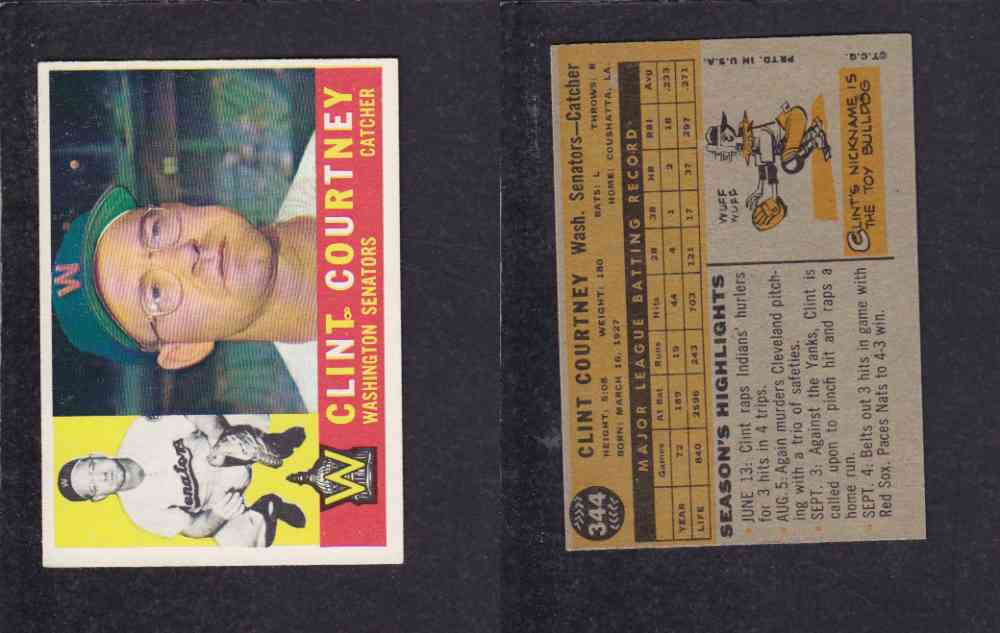 W
Senators
W
CLINT COURTNEY
WASHINGTON SENATORS CATCHER
344
CLINT COURTNEY Wash. Senators—Catcher
HEIGHT: 5:08 WEIGHT: 180 BATS: L THROWS: R
BORN: MARCH 16, 1927 HOME: COUSHATTA, LA.
MAJOR LEAGUE BATTING RECORD
Games At Bat Runs Hits 2B 3B HR RBI Avg
YEAR 72 189 19 44 4 1 2 18 .233
LIFE 840 2596 243 703 121 17 37 297 .271
SEASON'S HIGHLIGHTS
JUNE 13: Clint raps Indians' hurlers
for 3 hits in 4 trips.
AUG. 5: Again murders Cleveland pitch-
ing with a trio of safeties.
SEPT. 3: Against the Yanks, Clint is
called upon to pinch hit and raps a
home run.
SEPT. 4: Belts out 3 hits in game with
Red Sox. Paces Nats to 4-3 win.
WUFF
WUFF
CLINT'S NICKNAME IS
THE TOY BULLDOG
©T.C.G. PRTD. IN U.S.A.